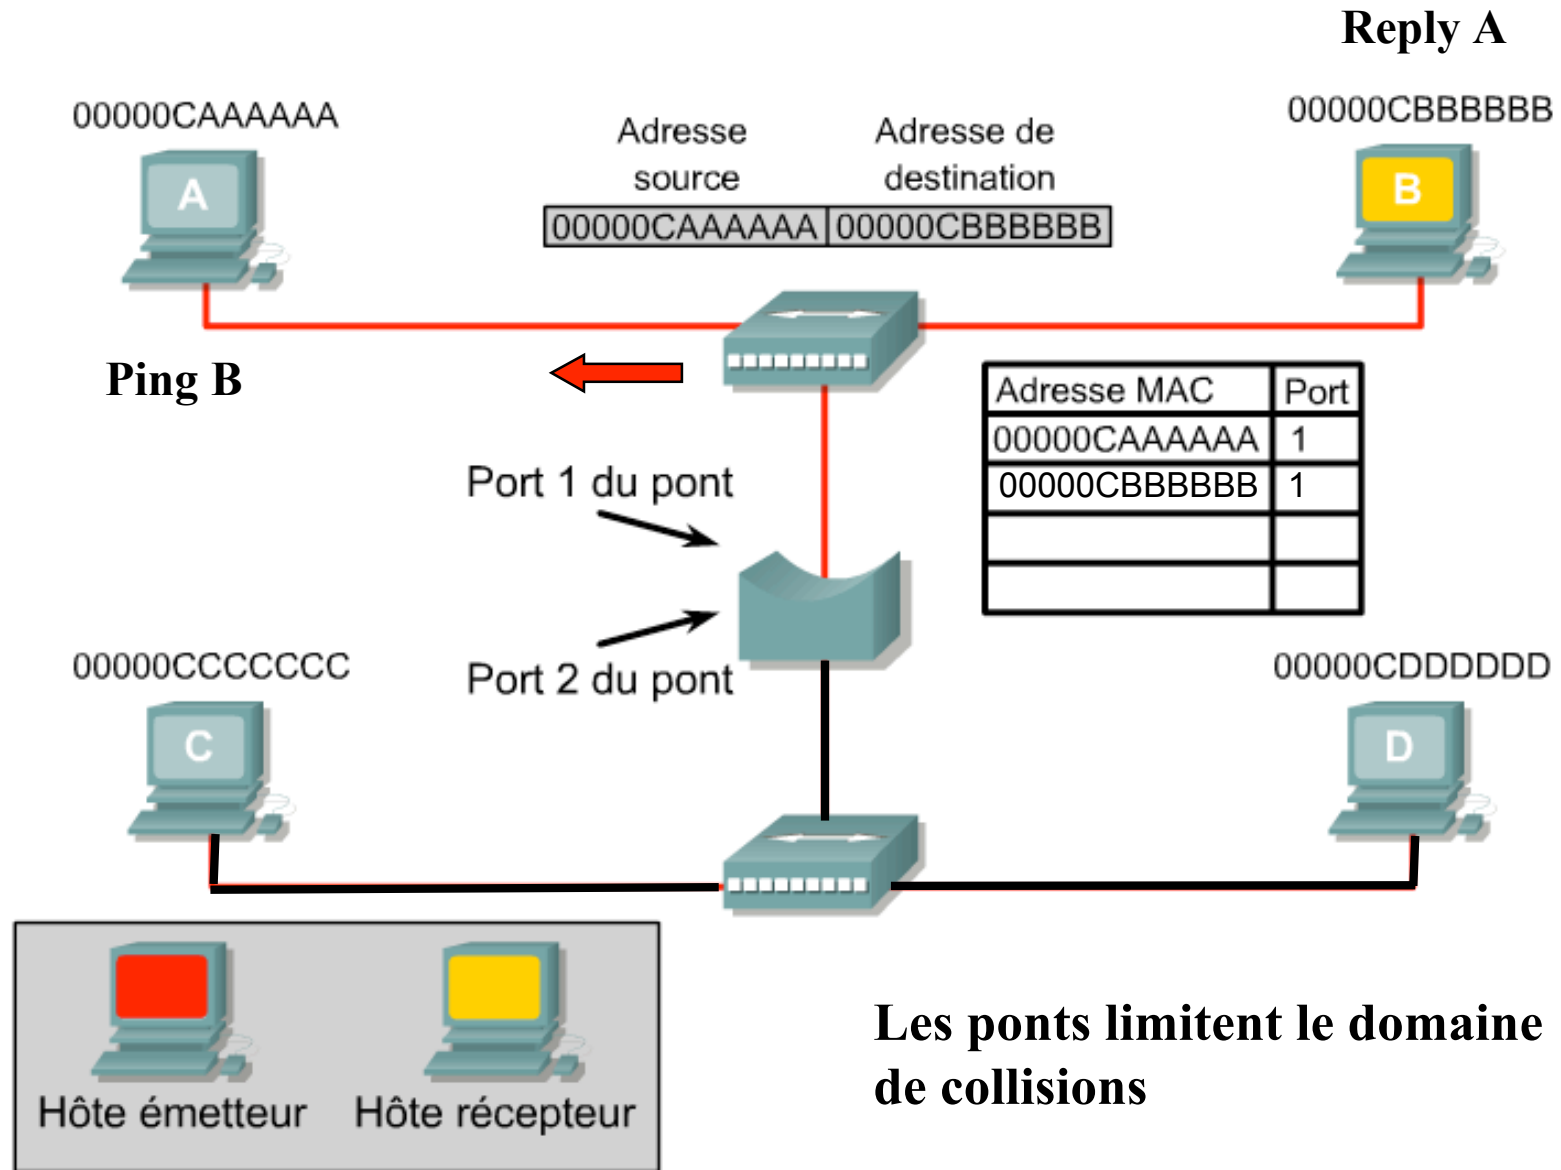 Reply A
00000CAAAAAA
00000CBBBBBB
Adresse
source
Adresse de
destination
A
B
00000CAAAAAA 00000CBBBBBB
Ping B
Adresse MAC Port
00000CAAAAAA 1
00000CBBBBBB 1
Port 1 du pont
Port 2 du pont
00000CCCCCCC
00000CDDDDDD
C
D
Hôte émetteur
Hôte récepteur
Les ponts limitent le domaine
de collisions